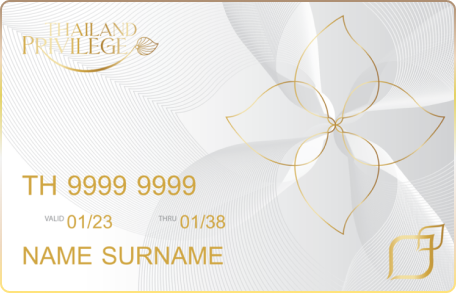 THAILAND
PRIVILEGE
TH 9999 9999
VALID 01/23 THRU 01/38
NAME SURNAME